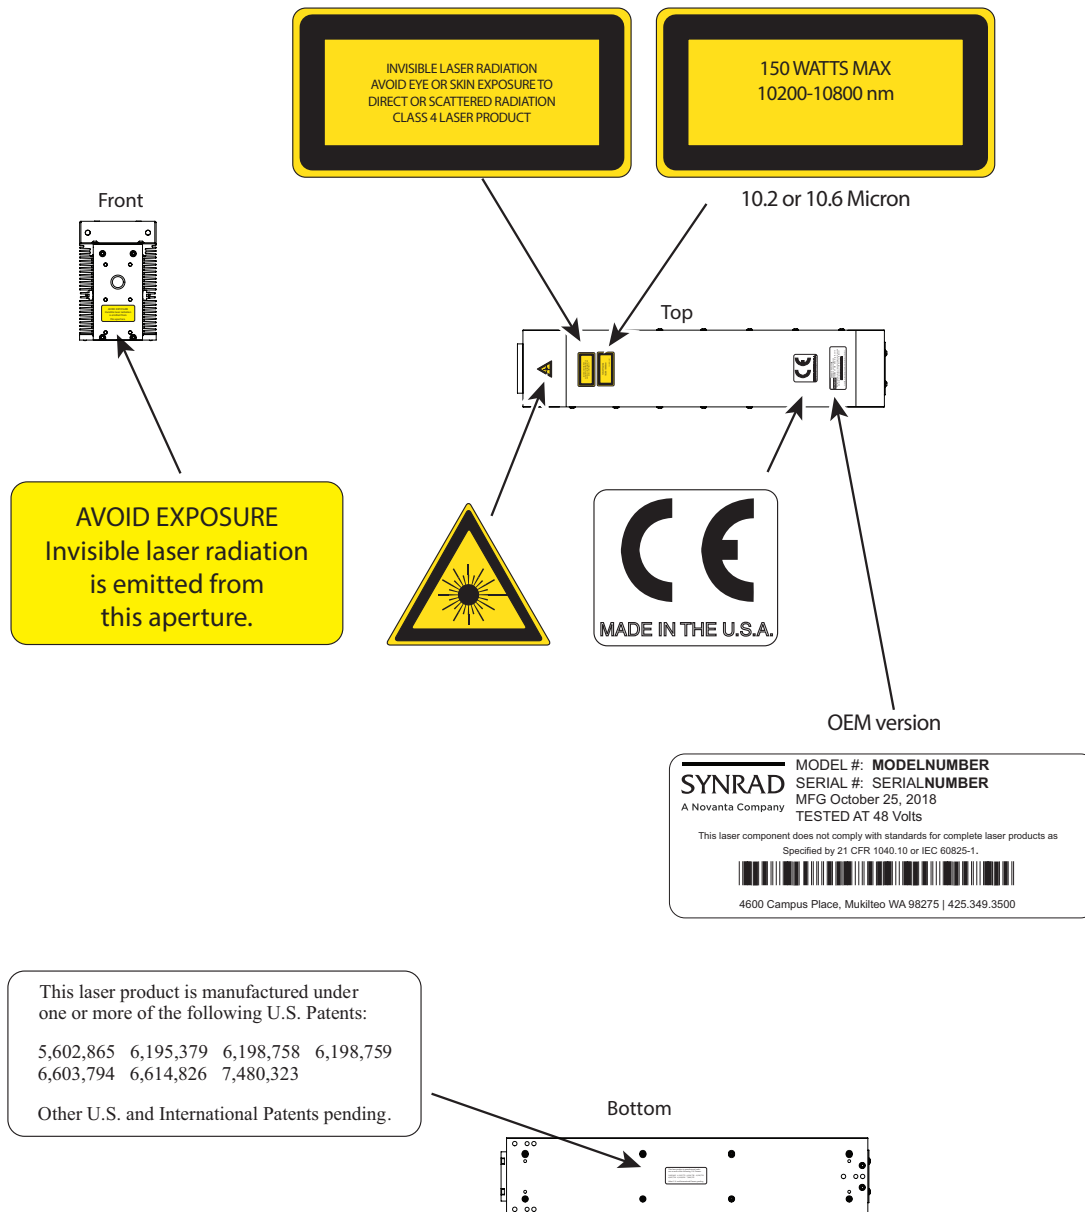 INVISIBLE LASER RADIATION
AVOID EYE OR SKIN EXPOSURE TO
DIRECT OR SCATTERED RADIATION
CLASS 4 LASER PRODUCT
150 WATTS MAX
10200-10800 nm
10.2 or 10.6 Micron
Front
Top
AVOID EXPOSURE
Invisible laser radiation
is emitted from
this aperture.
CE
MADE IN THE U.S.A.
OEM version
SYNRAD
A Novanta Company
MODEL #: MODELNUMBER
SERIAL #: SERIALNUMBER
MFG October 25, 2018
TESTED AT 48 Volts
This laser component does not comply with standards for complete laser products as
Specified by 21 CFR 1040.10 or IEC 60825-1.
4600 Campus Place, Mukilteo WA 98275 | 425.349.3500
This laser product is manufactured under
one or more of the following U.S. Patents:
5,602,865 6,195,379 6,198,758 6,198,759
6,603,794 6,614,826 7,480,323
Other U.S. and International Patents pending.
Bottom